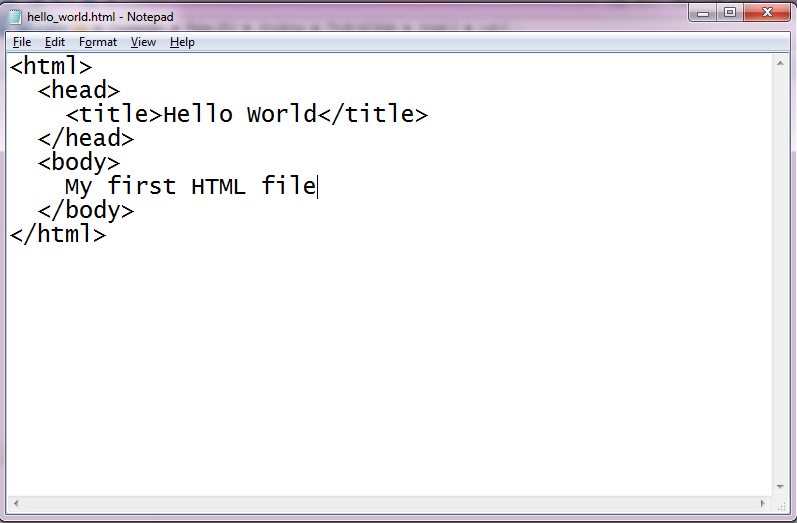 hello_world.html - Notepad
File Edit Format View Help
<html>
  <head>
    <title>Hello World</title>
  </head>
  <body>
    My first HTML file
  </body>
</html>